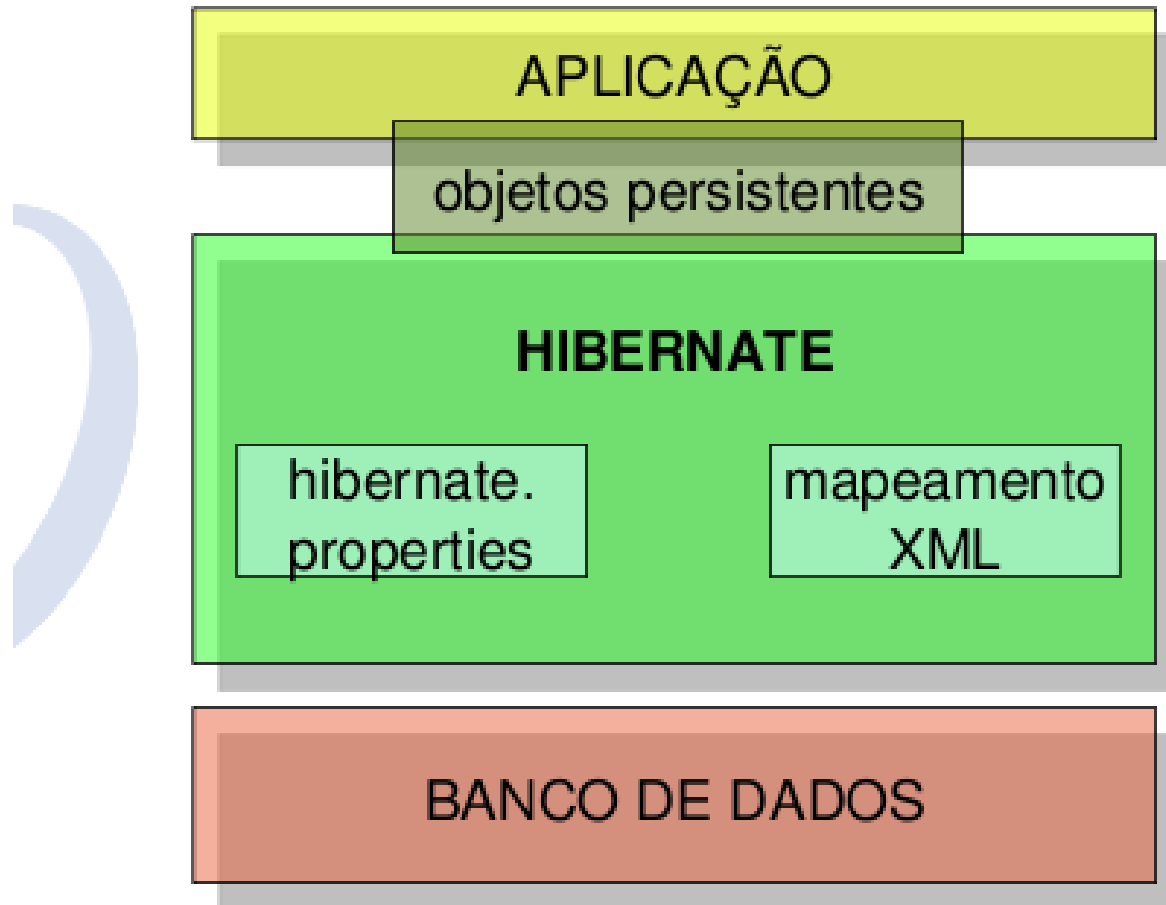 APLICAÇÃO
objetos persistentes
HIBERNATE
hibernate.
properties
mapeamento
XML
BANCO DE DADOS